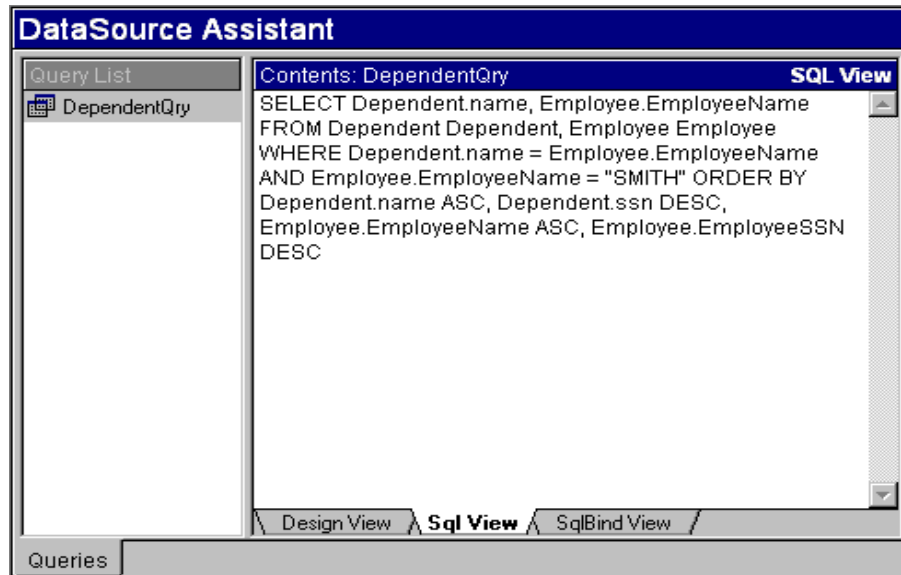 DataSource Assistant
Query List
DependentQry
Contents: DependentQry SQL View
SELECT Dependent.name, Employee.EmployeeName
FROM Dependent Dependent, Employee Employee
WHERE Dependent.name = Employee.EmployeeName
AND Employee.EmployeeName = "SMITH" ORDER BY
Dependent.name ASC, Dependent.ssn DESC,
Employee.EmployeeName ASC, Employee.EmployeeSSN
DESC
Design View Sql View SqlBind View
Queries